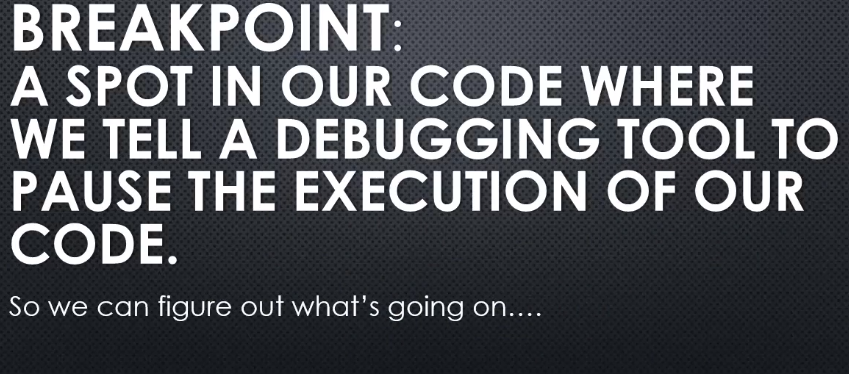 BREAKPOINT:
A SPOT IN OUR CODE WHERE
WE TELL A DEBUGGING TOOL TO
PAUSE THE EXECUTION OF OUR
CODE.
So we can figure out what’s going on….